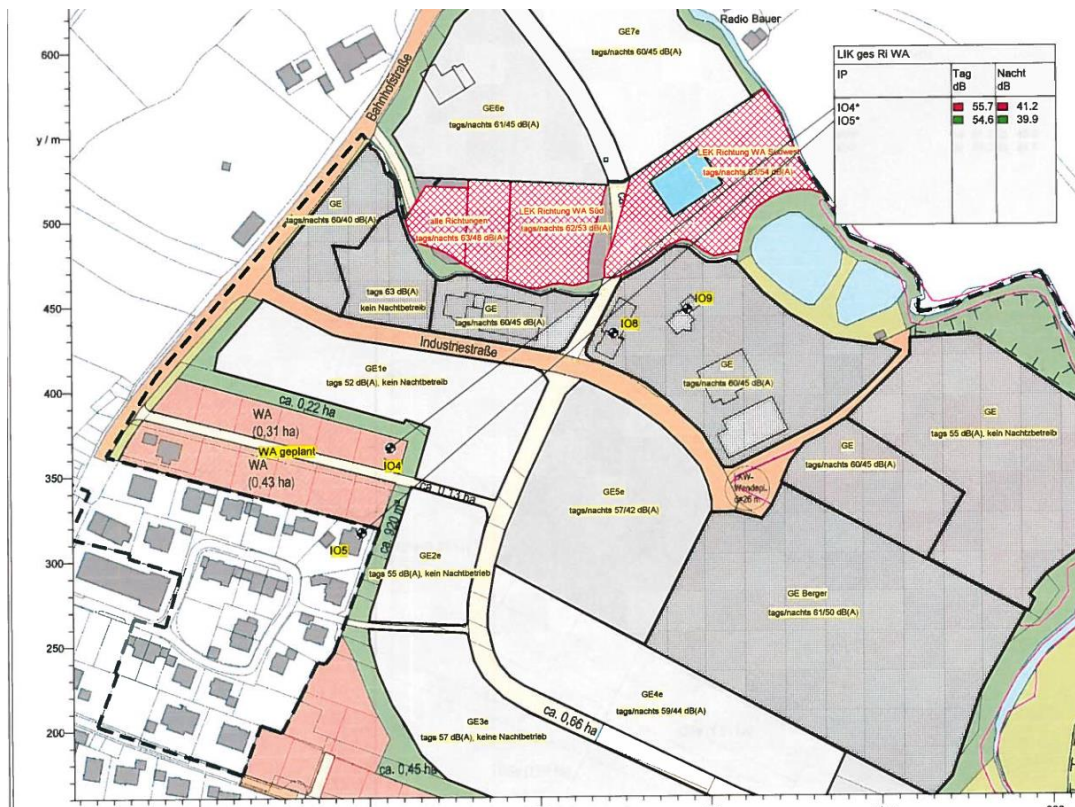 Radio Bauer
600
y / m
500
450
400
350
300
250
200
LIK ges Ri WA
IP Tag dB Nacht dB
IO4* 55.7 41.2
IO5* 54.6 39.9
GE7e
tags/nachts 60/45 dB(A)
Bahnhofstraße
GE6e
tags/nachts 61/45 dB(A)
LEK Richtung WA Südwest
tags/nachts 63/54 dB(A)
GE
tags/nachts 60/40 dB(A)
alle Richtungen
tags/nachts 63/48 dB(A)
LEK Richtung WA Süd
tags/nachts 62/53 dB(A)
tags 63 dB(A)
kein Nachtbetrieb
GE
tags/nachts 60/45 dB(A)
IO9
IO8
Industriestraße
GE
tags/nachts 60/45 dB(A)
GE1e
tags 52 dB(A), kein Nachtbetreib
ca. 0,22 ha
WA
(0,31 ha)
WA geplant
IO4
WA
(0,43 ha)
GE
tags 55 dB(A), kein Nachtzbetreib
GE
tags/nachts 60/45 dB(A)
ca. 0,13 ha
GE5e
tags/nachts 57/42 dB(A)
ca. 920 m²
IO5
GE2e
tags 55 dB(A), kein Nachtbetrieb
GE Berger
tags/nachts 61/50 dB(A)
GE4e
tags/nachts 59/44 dB(A)
GE3e
tags 57 dB(A), keine Nachtbetrieb
ca. 0,66 ha
ca. 0,45 ha